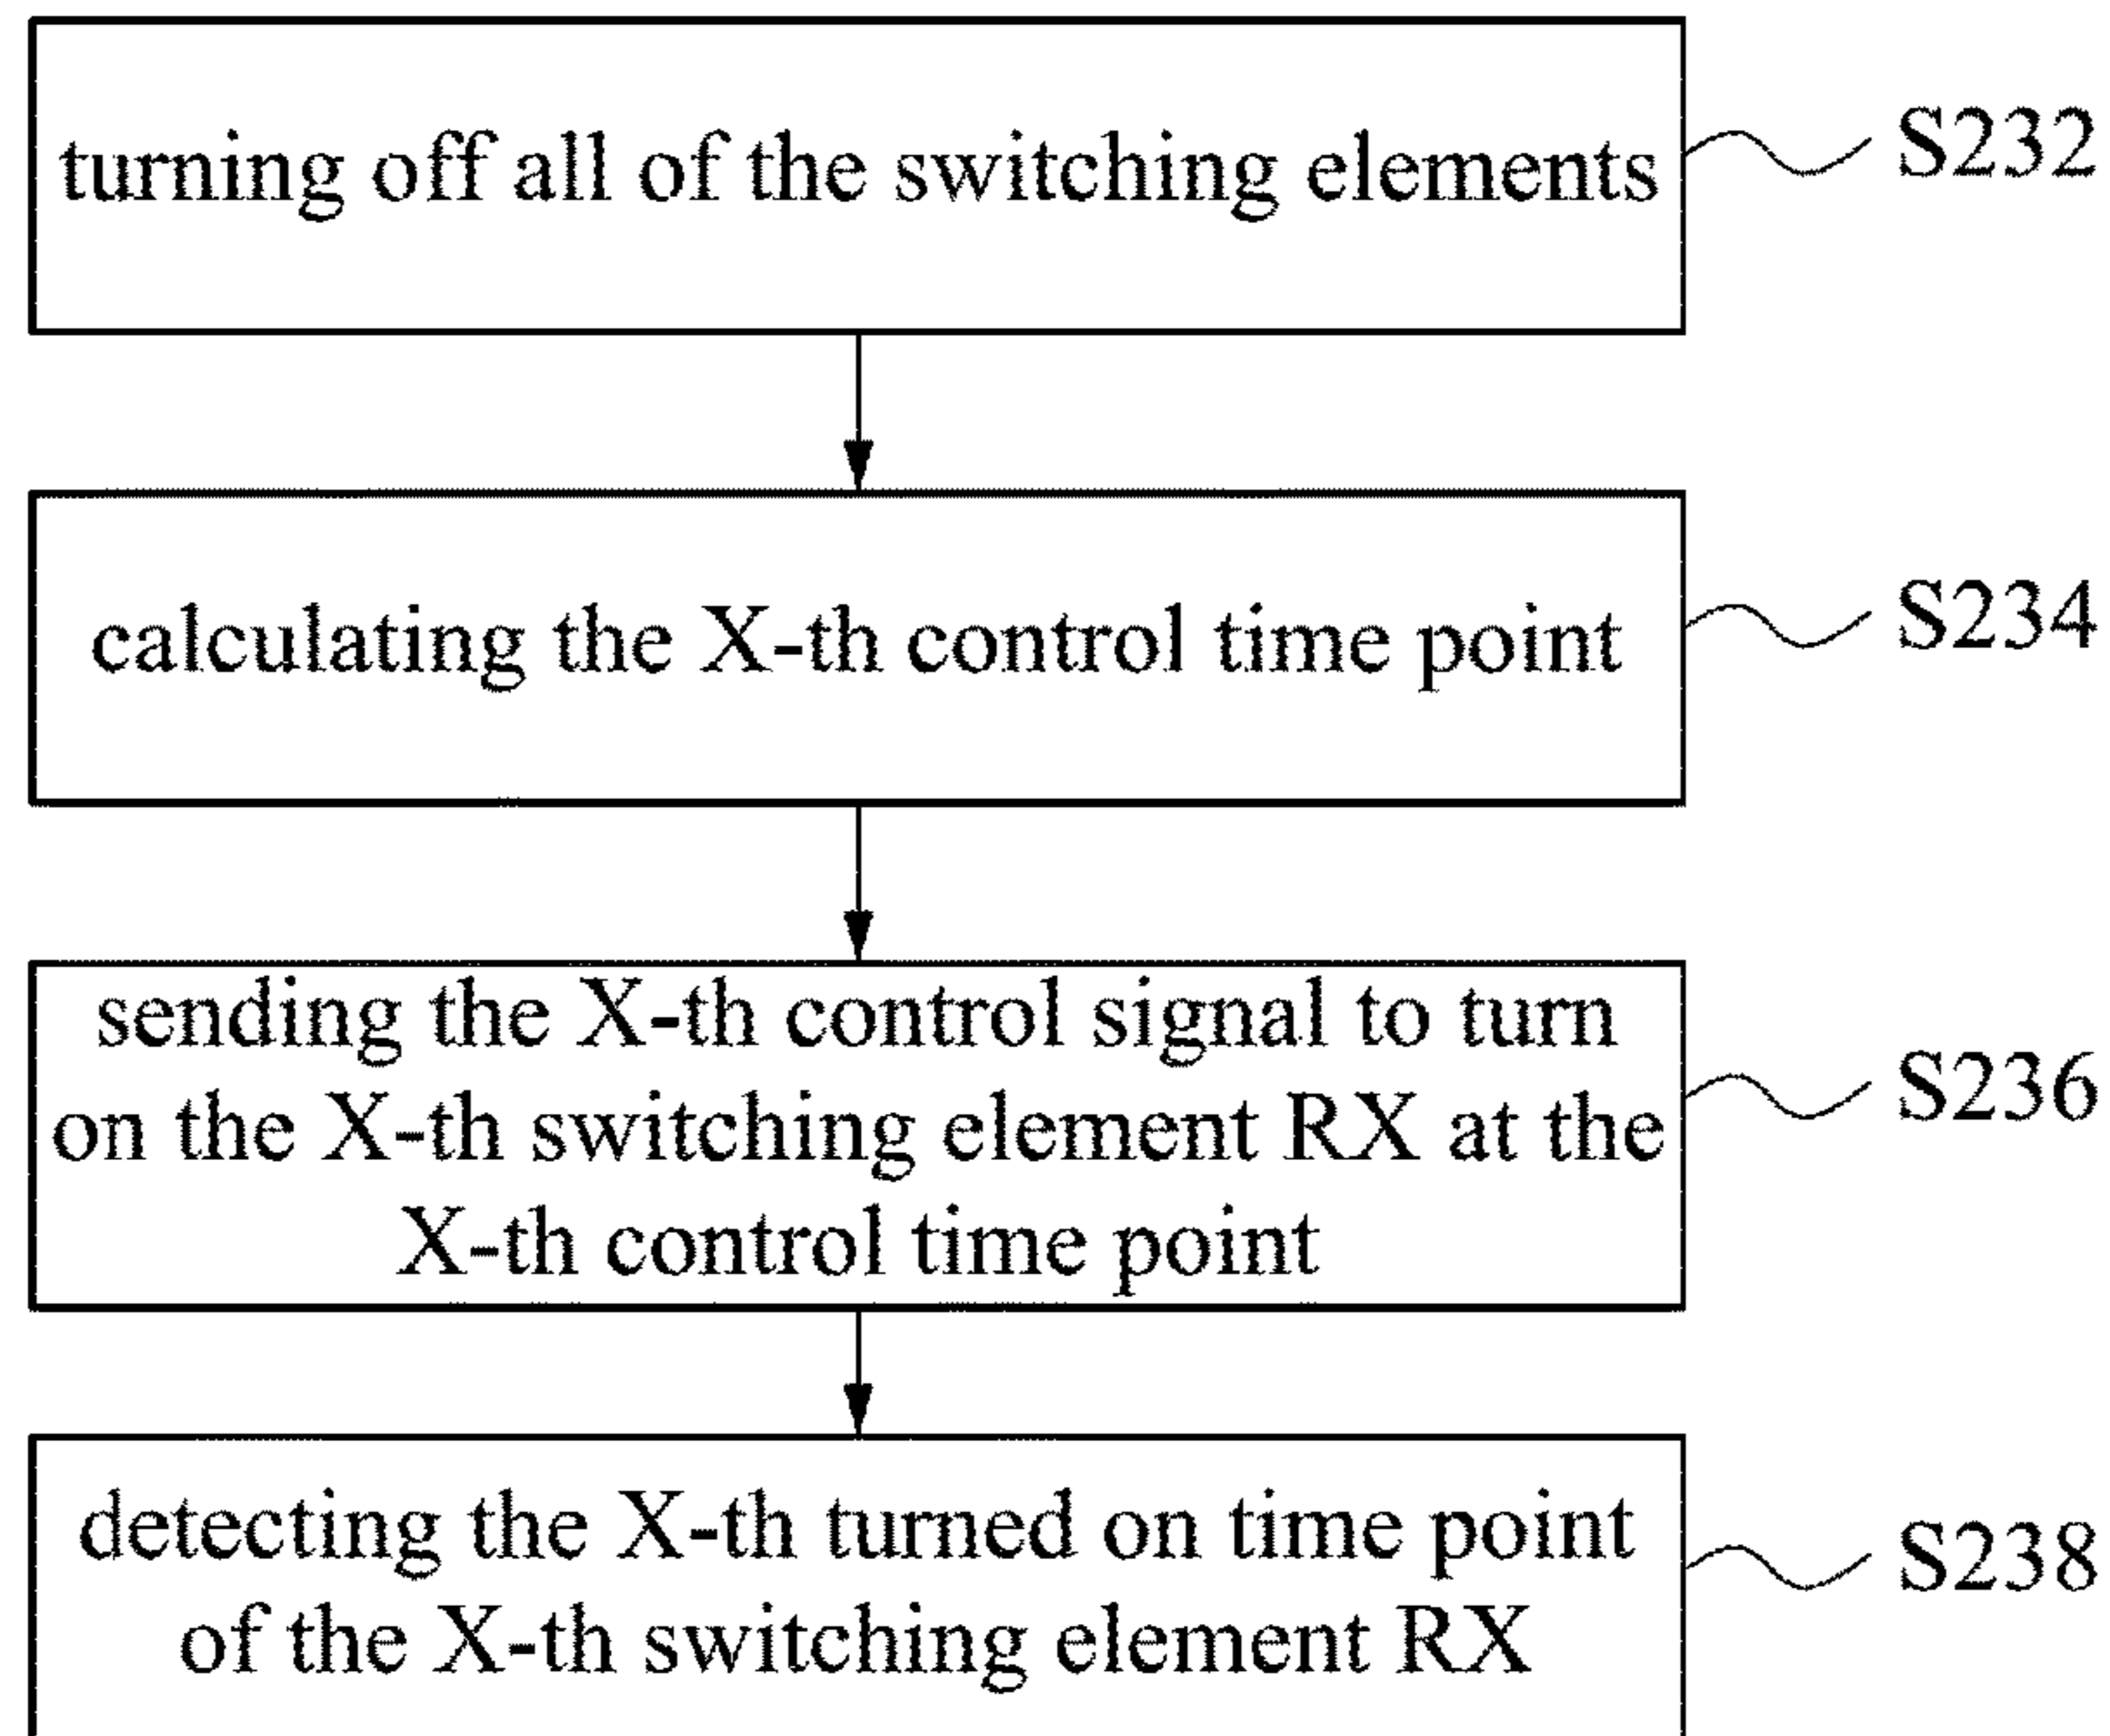 turning off all of the switching elements
S232
calculating the X-th control time point
S234
sending the X-th control signal to turn
on the X-th switching element RX at the
X-th control time point
S236
detecting the X-th turned on time point
of the X-th switching element RX
S238